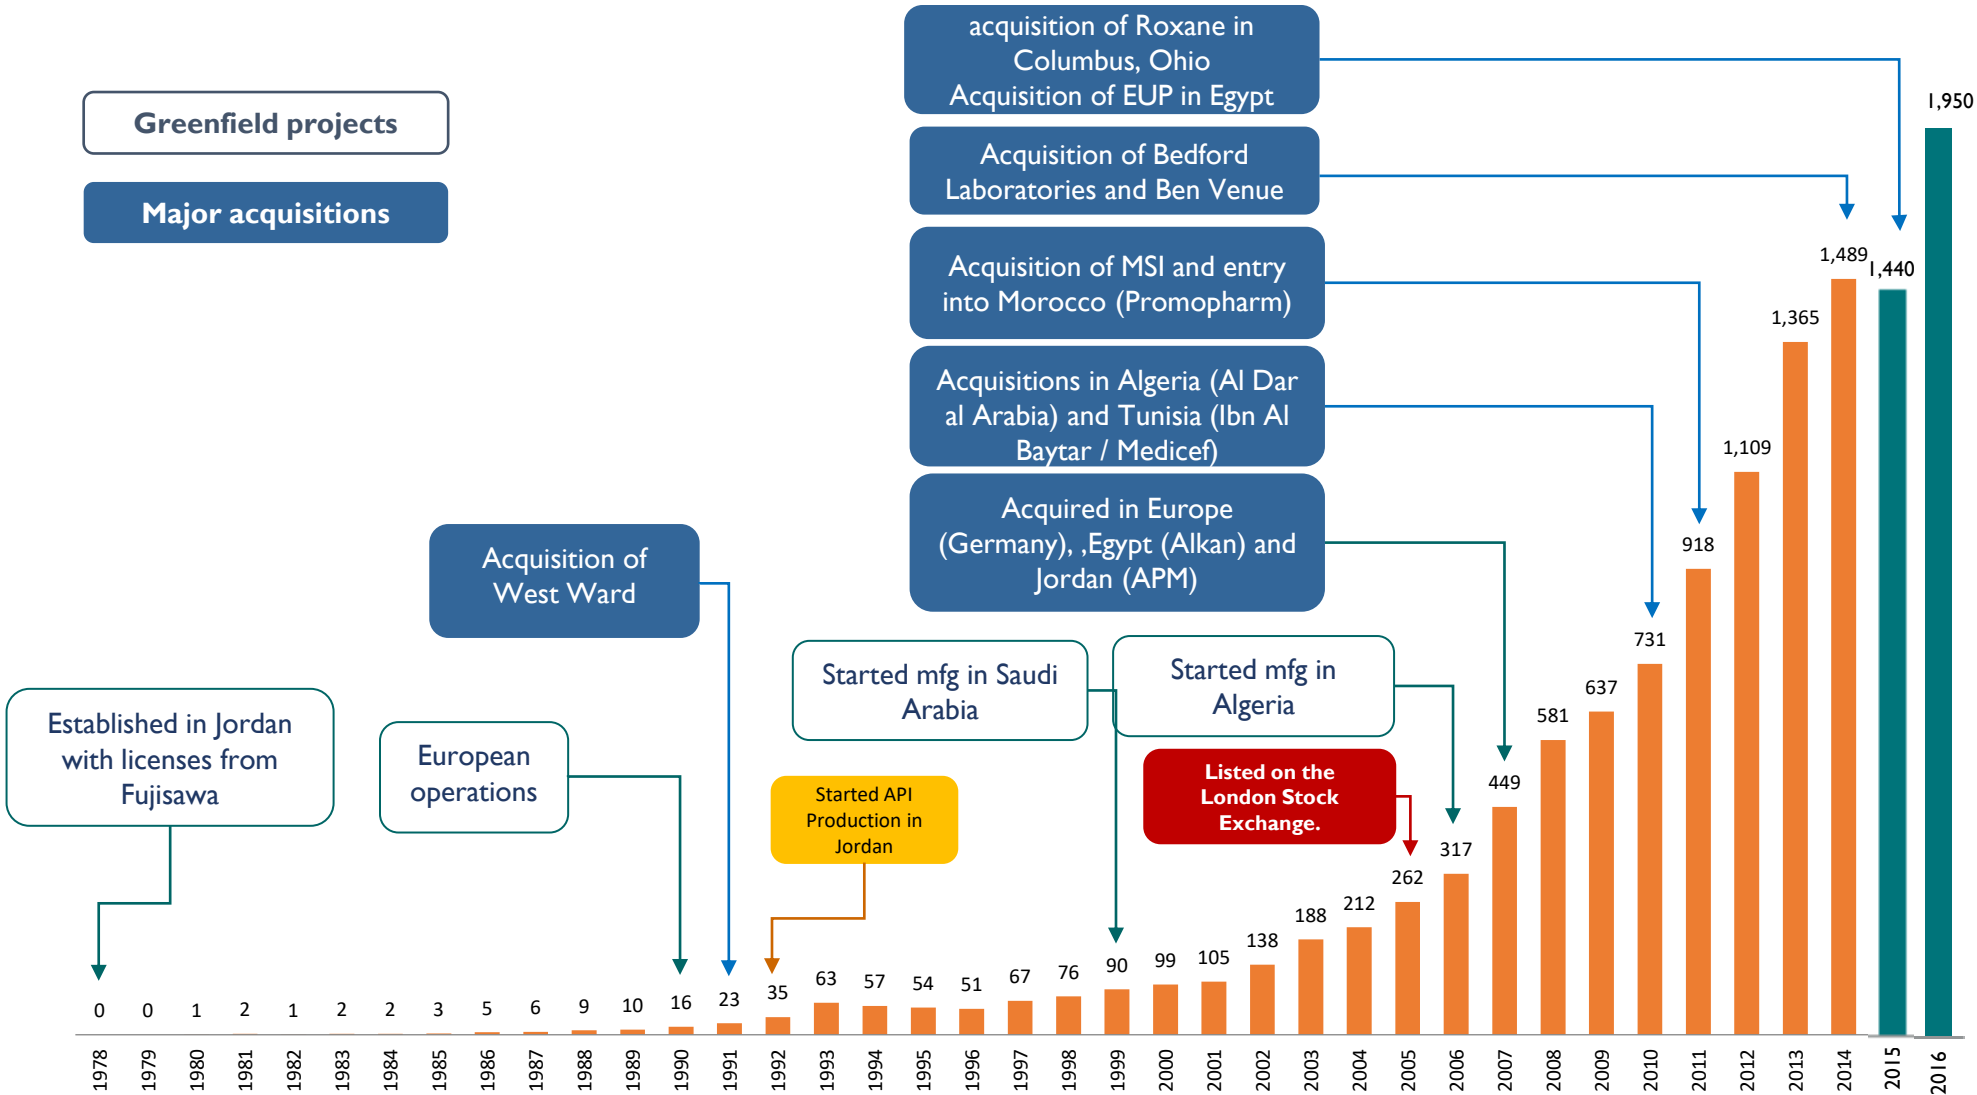 acquisition of Roxane in
Columbus, Ohio
Acquisition of EUP in Egypt
1,950
Greenfield projects
Acquisition of Bedford
Laboratories and Ben Venue
Major acquisitions
Acquisition of MSI and entry
into Morocco (Promopharm)
1,489
1,440
1,365
Acquisitions in Algeria (Al Dar
al Arabia) and Tunisia (Ibn Al
Baytar / Medicef)
1,109
Acquired in Europe
(Germany), ,Egypt (Alkan) and
Jordan (APM)
918
Acquisition of
West Ward
731
Started mfg in Saudi
Arabia
Started mfg in
Algeria
637
581
Established in Jordan
with licenses from
Fujisawa
European
operations
Started API
Production in
Jordan
Listed on the
London Stock
Exchange.
449
317
262
212
188
138
105
99
90
76
67
51
54
57
63
35
23
16
10
9
6
5
3
2
2
1
2
1
0
0
1978
1979
1980
1981
1982
1983
1984
1985
1986
1987
1988
1989
1990
1991
1992
1993
1994
1995
1996
1997
1998
1999
2000
2001
2002
2003
2004
2005
2006
2007
2008
2009
2010
2011
2012
2013
2014
2015
2016